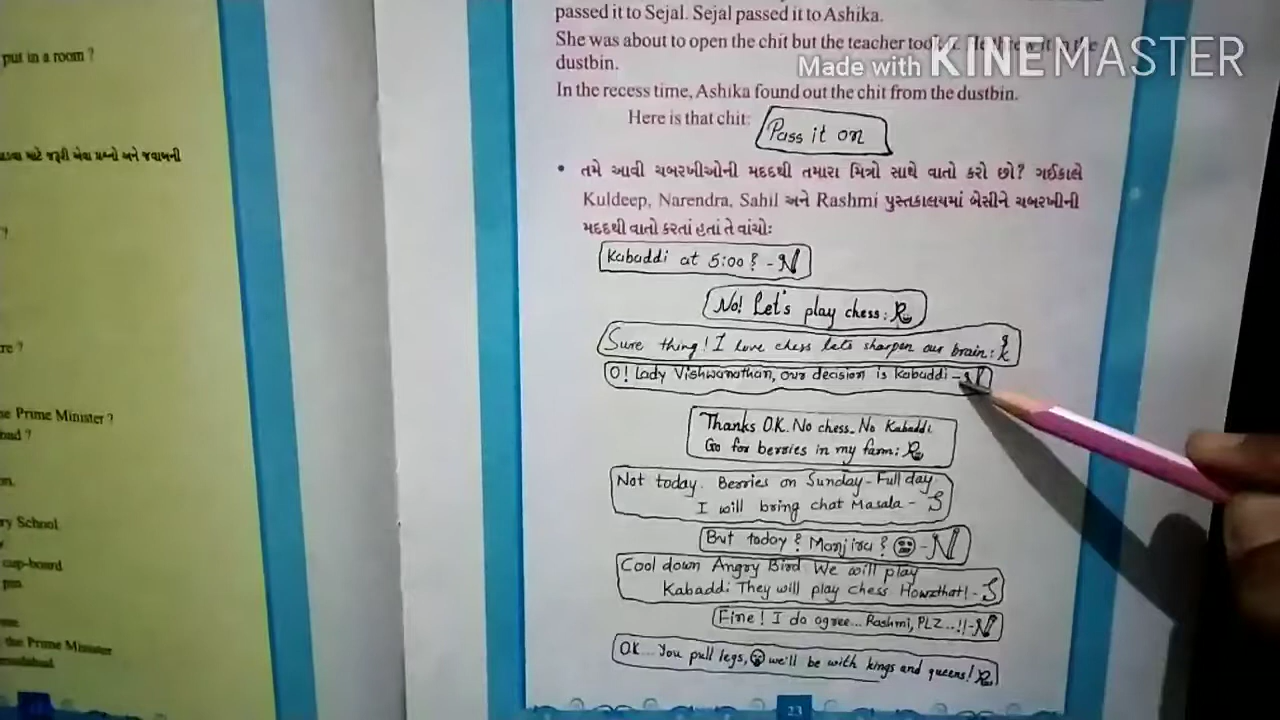 put in a room ?
?
re ?
e Prime Minister ?
ry School
cup-board
the Prime Minister
passed it to Sejal. Sejal passed it to Ashika.
She was about to open the chit but the teacher
dustbin.
Made with KINEMASTER
In the recess time, Ashika found out the chit from the dustbin.
Here is that chit: Pass it on
• તમે આવી ચબરખીઓની મદદથી તમારા મિત્રો સાથે વાતો કરો છો? ગઈકાલે
Kuldeep, Narendra, Sahil અને Rashmi પુસ્તકાલયમાં બેસીને ચબરખીની
મદદથી વાતો કરતાં હતાં તે વાંચોઃ
Kabaddi at 5:00 ? - N
No! Let's play chess: R
Sure thing! I love chess lets sharpen our brain: K
O! Lady Vishwanathan, our decision is Kabaddi - N
Thanks O.K. No chess. No Kabaddi
Go for berries in my farm: R
Not today. Berries on Sunday - Full day
I will bring chat Masala - S
But today ? Manjira ? - N
Cool down Angry Bird We will play
Kabaddi They will play chess Howzthat! - S
Fine ! I do agree... Rashmi, PLZ...!! - N
OK... You pull legs, we'll be with kings and queens! R
23